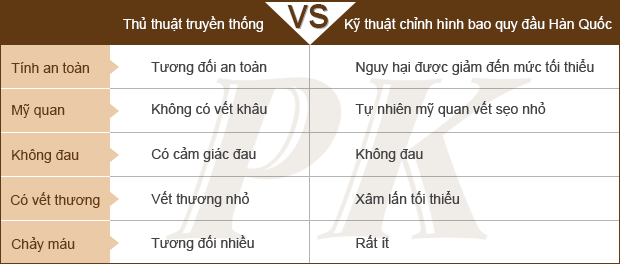 Thủ thuật truyền thống VS Kỹ thuật chỉnh hình bao quy đầu Hàn Quốc
Tính an toàn Tương đối an toàn Nguy hại được giảm đến mức tối thiểu
Mỹ quan Không có vết khâu Tự nhiên mỹ quan vết sẹo nhỏ
Không đau Có cảm giác đau Không đau
Có vết thương Vết thương nhỏ Xâm lấn tối thiểu
Chảy máu Tương đối nhiều Rất ít
PK